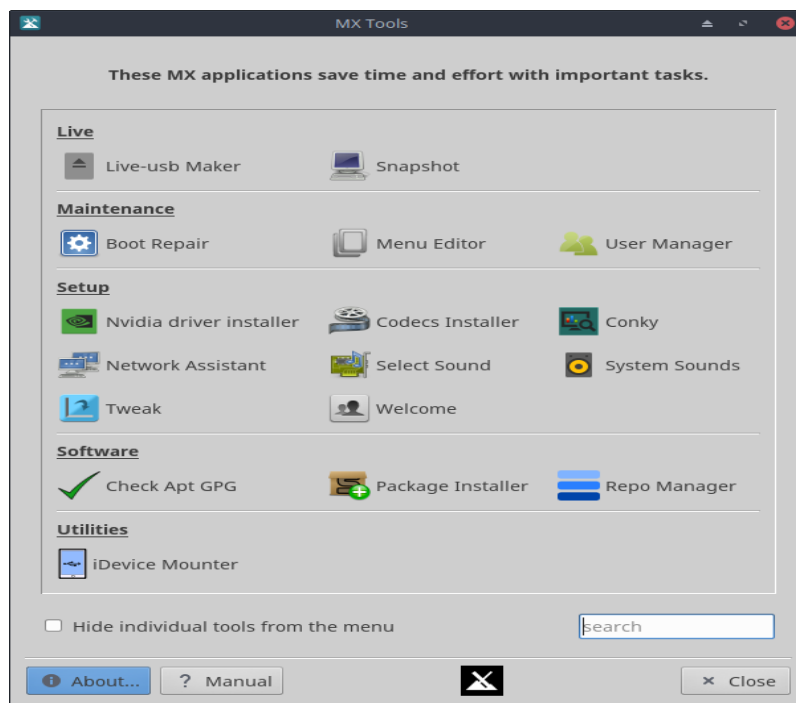 MX Tools
These MX applications save time and effort with important tasks.
Live
Live-usb Maker Snapshot
Maintenance
Boot Repair Menu Editor User Manager
Setup
Nvidia driver installer Codecs Installer Conky
Network Assistant Select Sound System Sounds
Tweak Welcome
Software
Check Apt GPG Package Installer Repo Manager
Utilities
iDevice Mounter
Hide individual tools from the menu search
About... ? Manual Close